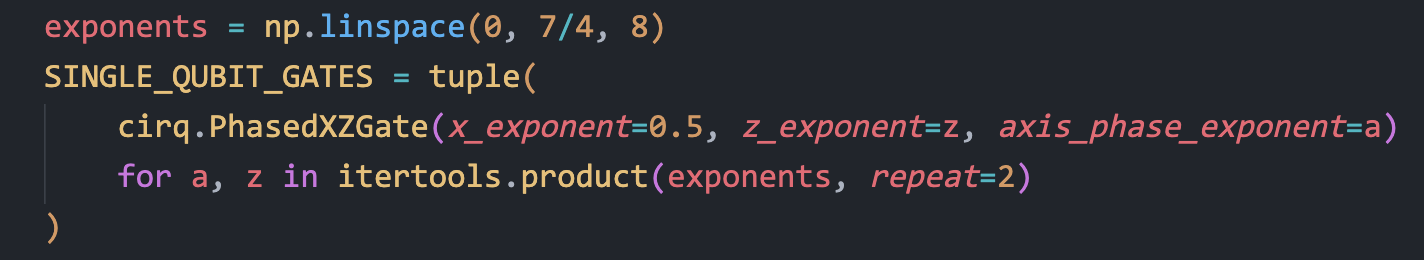 exponents = np.linspace(0, 7/4, 8)
SINGLE_QUBIT_GATES = tuple(
    cirq.PhasedXZGate(x_exponent=0.5, z_exponent=z, axis_phase_exponent=a)
    for a, z in itertools.product(exponents, repeat=2)
)